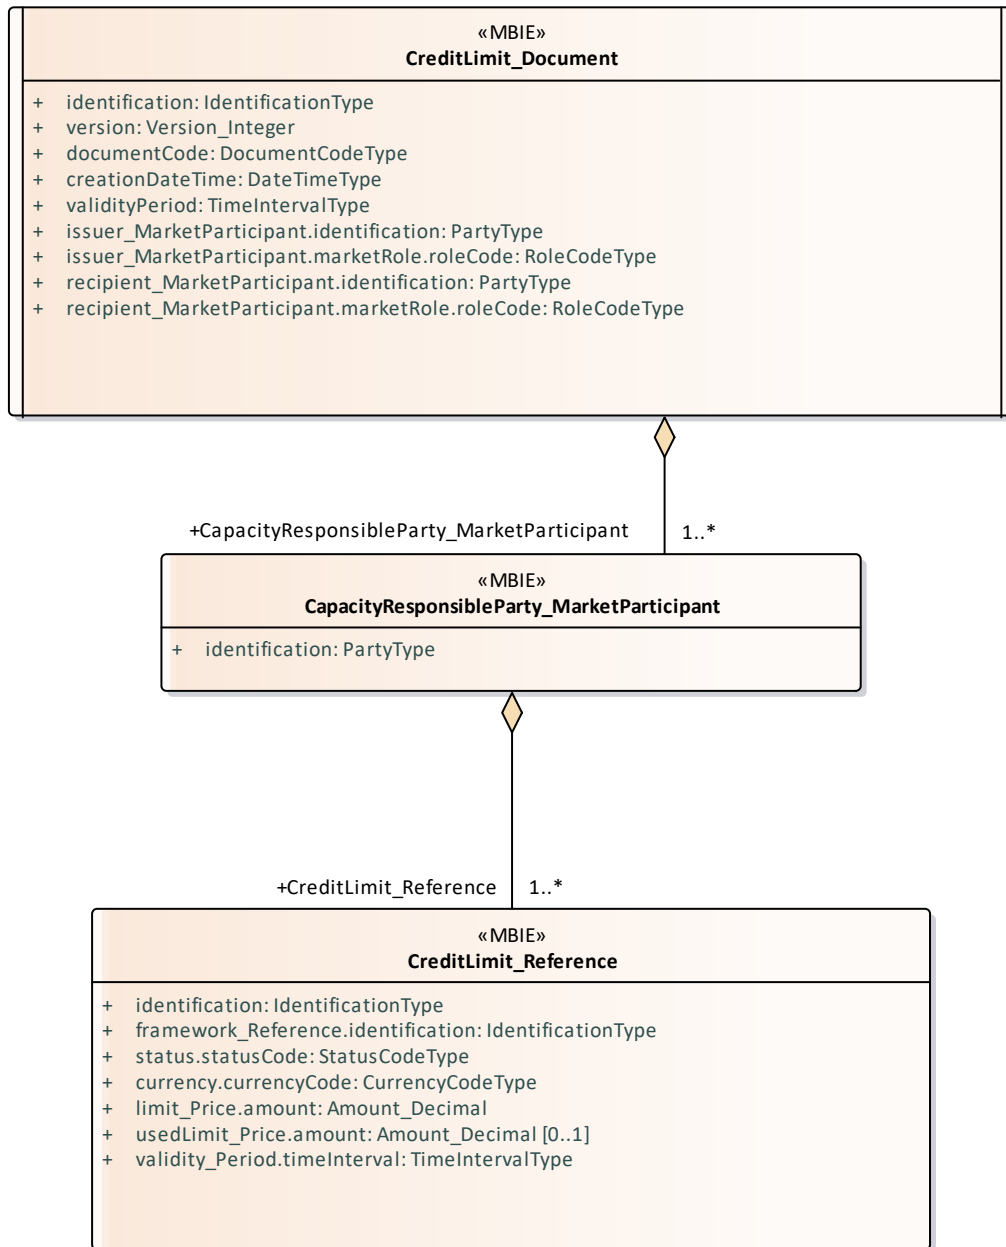 «MBIE»
CreditLimit_Document
+ identification: IdentificationType
+ version: Version_Integer
+ documentCode: DocumentCodeType
+ creationDateTime: DateTimeType
+ validityPeriod: TimeIntervalType
+ issuer_MarketParticipant.identification: PartyType
+ issuer_MarketParticipant.marketRole.roleCode: RoleCodeType
+ recipient_MarketParticipant.identification: PartyType
+ recipient_MarketParticipant.marketRole.roleCode: RoleCodeType
+CapacityResponsibleParty_MarketParticipant 1..*
«MBIE»
CapacityResponsibleParty_MarketParticipant
+ identification: PartyType
+CreditLimit_Reference 1..*
«MBIE»
CreditLimit_Reference
+ identification: IdentificationType
+ framework_Reference.identification: IdentificationType
+ status.statusCode: StatusCodeType
+ currency.currencyCode: CurrencyCodeType
+ limit_Price.amount: Amount_Decimal
+ usedLimit_Price.amount: Amount_Decimal [0..1]
+ validity_Period.timeInterval: TimeIntervalType